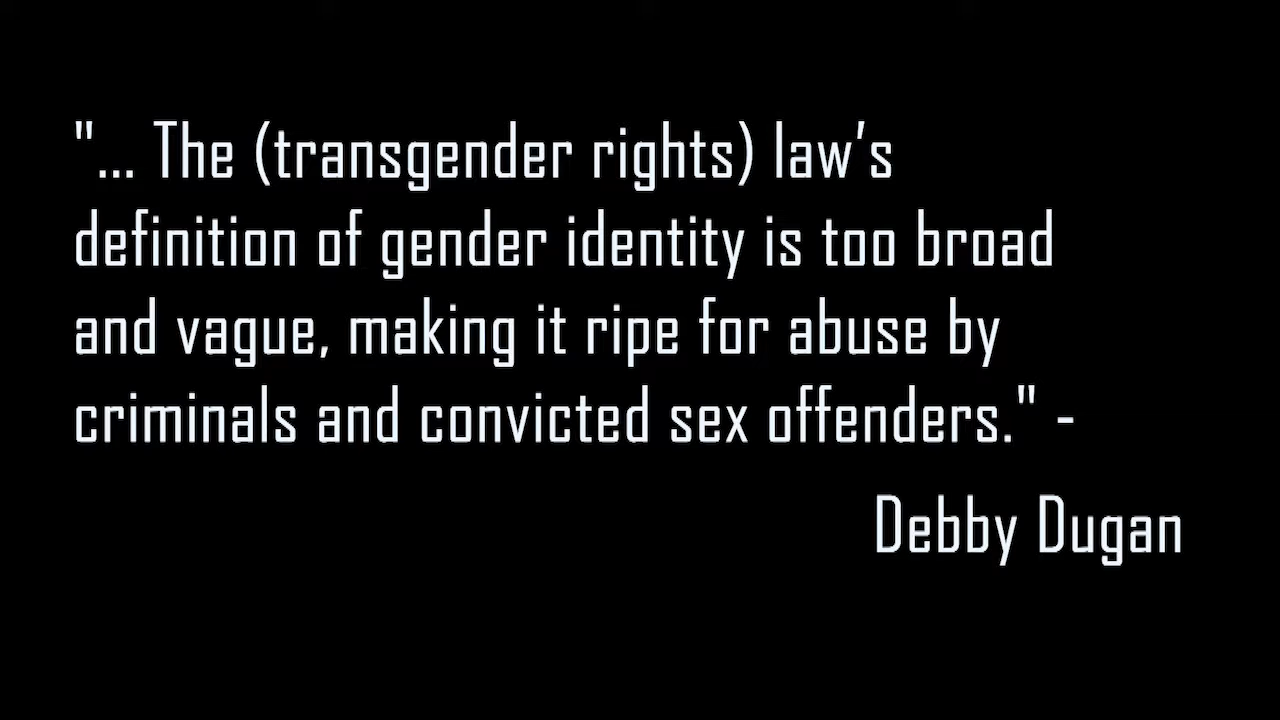 "... The (transgender rights) law’s
definition of gender identity is too broad
and vague, making it ripe for abuse by
criminals and convicted sex offenders." -
Debby Dugan